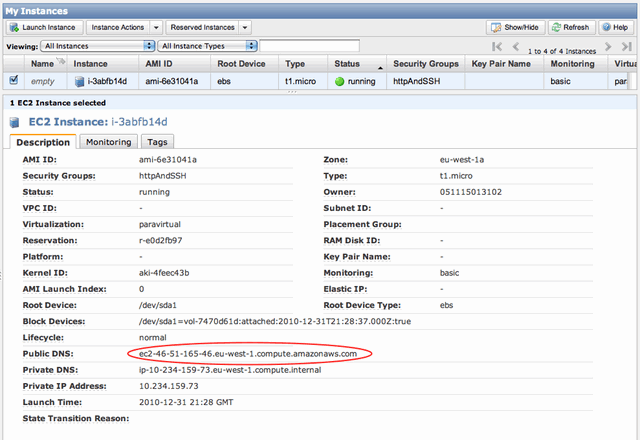 My Instances
Launch Instance Instance Actions Reserved Instances Show/Hide Refresh Help
Viewing: All Instances All Instance Types 1 to 4 of 4 Instances
Name Instance AMI ID Root Device Type Status Security Groups Key Pair Name Monitoring Virtua
empty i-3abfb14d ami-6e31041a ebs t1.micro running httpAndSSH basic para
1 EC2 Instance selected
EC2 Instance: i-3abfb14d
Description Monitoring Tags
AMI ID: ami-6e31041a Zone: eu-west-1a
Security Groups: httpAndSSH Type: t1.micro
Status: running Owner: 051115013102
VPC ID: - Subnet ID: -
Virtualization: paravirtual Placement Group:
Reservation: r-e0d2fb97 RAM Disk ID: -
Platform: - Key Pair Name: -
Kernel ID: aki-4feec43b Monitoring: basic
AMI Launch Index: 0 Elastic IP: -
Root Device: /dev/sda1 Root Device Type: ebs
Block Devices: /dev/sda1=vol-7470d61d:attached:2010-12-31T21:28:37.000Z:true
Lifecycle: normal
Public DNS: ec2-46-51-165-46.eu-west-1.compute.amazonaws.com
Private DNS: ip-10-234-159-73.eu-west-1.compute.internal
Private IP Address: 10.234.159.73
Launch Time: 2010-12-31 21:28 GMT
State Transition Reason: